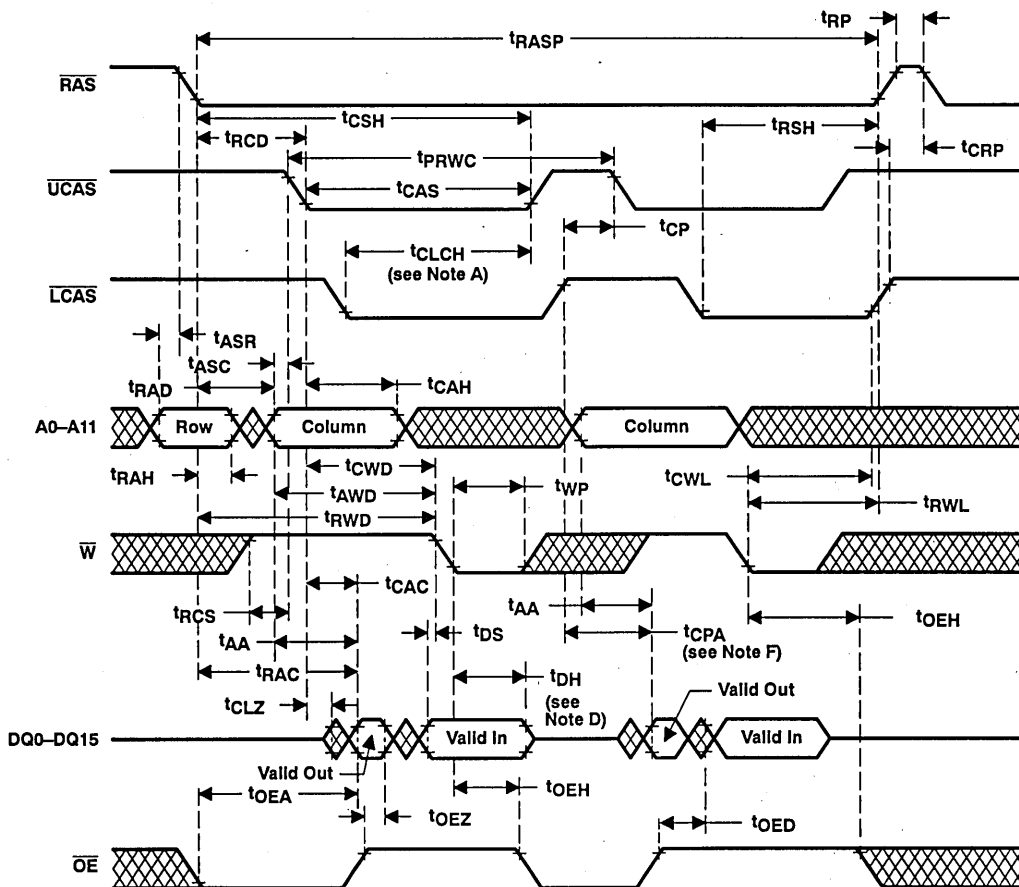 tRP
tRASP
RAS
tCSH
tRSH
tRCD
tPRWC
tCRP
UCAS
tCAS
tCP
tCLCH
(see Note A)
LCAS
tASR
tASC
tRAD
tCAH
A0–A11
Row
Column
Column
tRAH
tCWD
tWP
tCWL
tAWD
tRWL
tRWD
W
tCAC
tRCS
tAA
tOEH
tAA
tDS
tCPA
(see Note F)
tRAC
tDH
(see
Note D)
tCLZ
Valid Out
DQ0–DQ15
Valid In
Valid In
Valid Out
tOEA
tOEH
tOEZ
tOED
OE